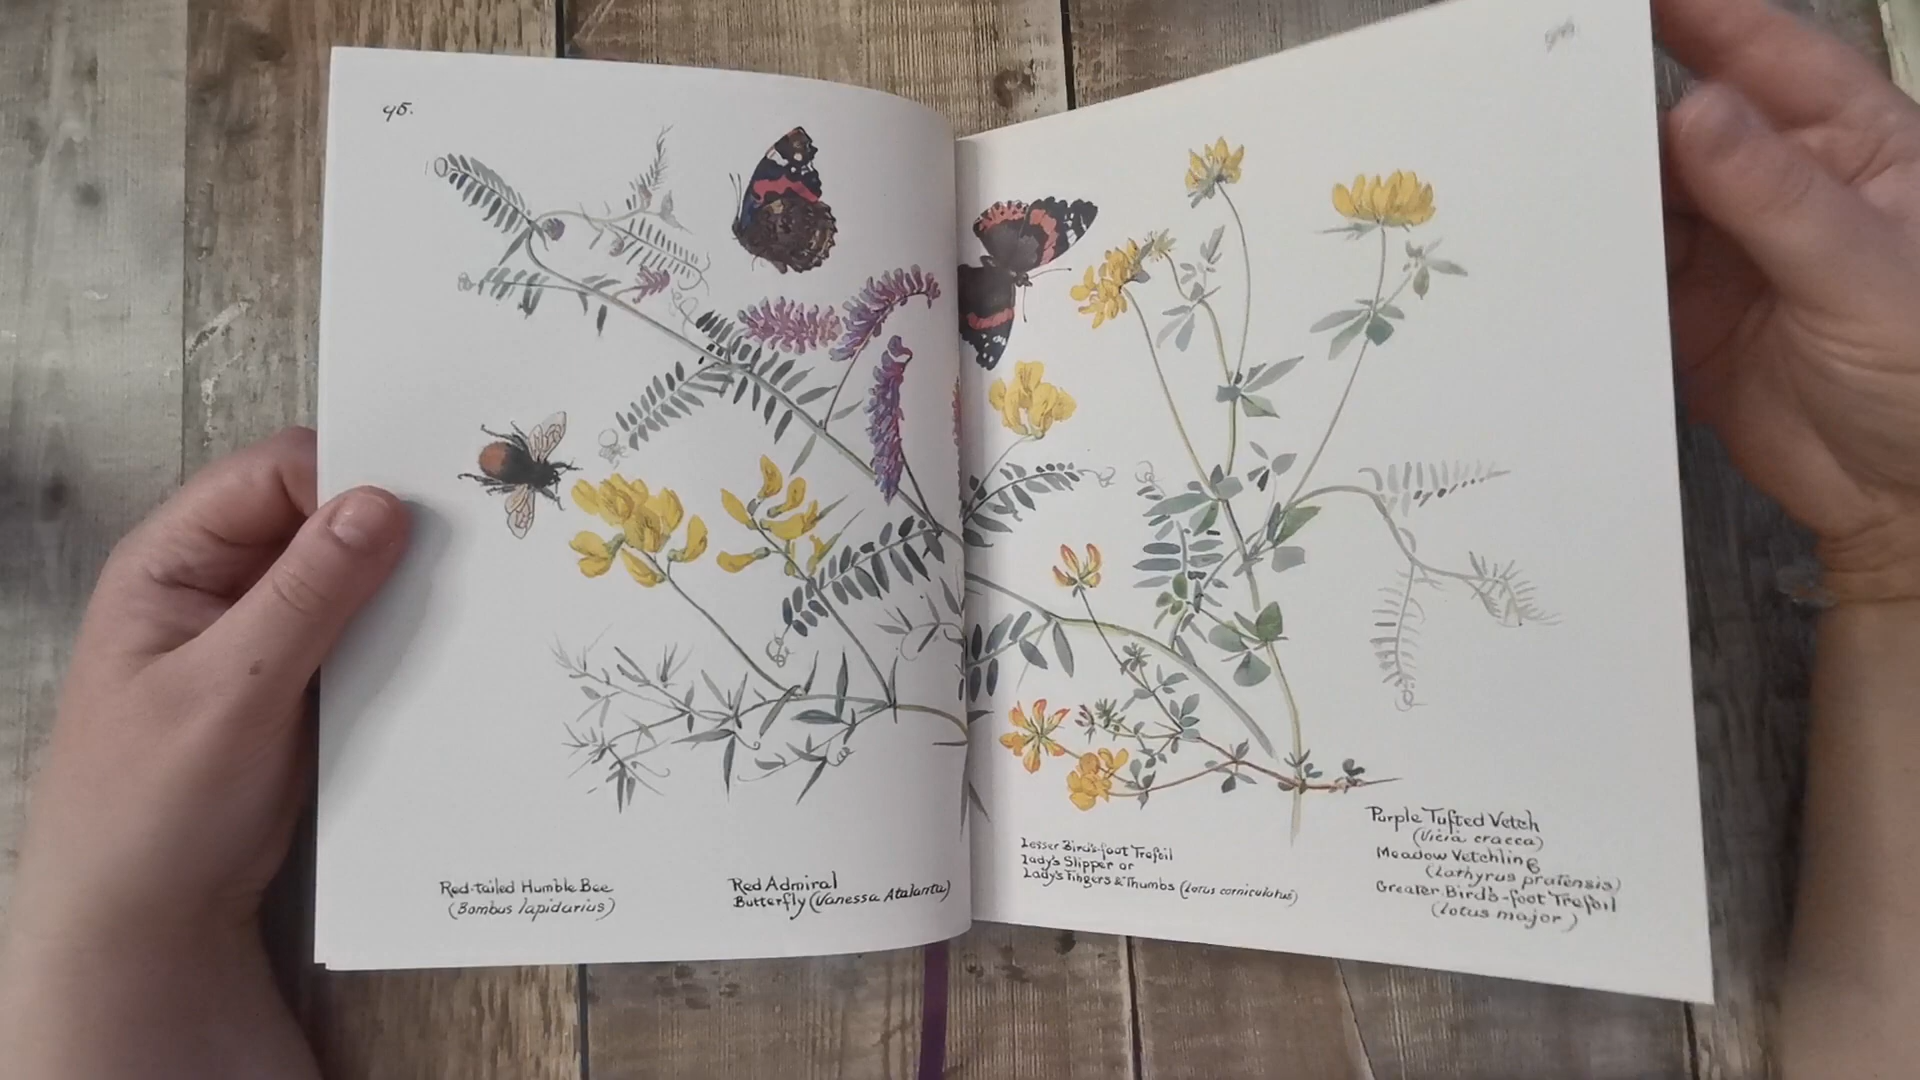 95.
Red-tailed Humble Bee
(Bombus lapidarius)
Red Admiral
Butterfly (Vanessa Atalanta)
Lesser Bird's-foot Trefoil
Lady's Slipper or
Lady's Fingers & Thumbs (Lotus corniculatus)
Purple Tufted Vetch
(Vicia cracca)
Meadow Vetchling
(Lathyrus pratensis)
Greater Bird's-foot Trefoil
(Lotus major)